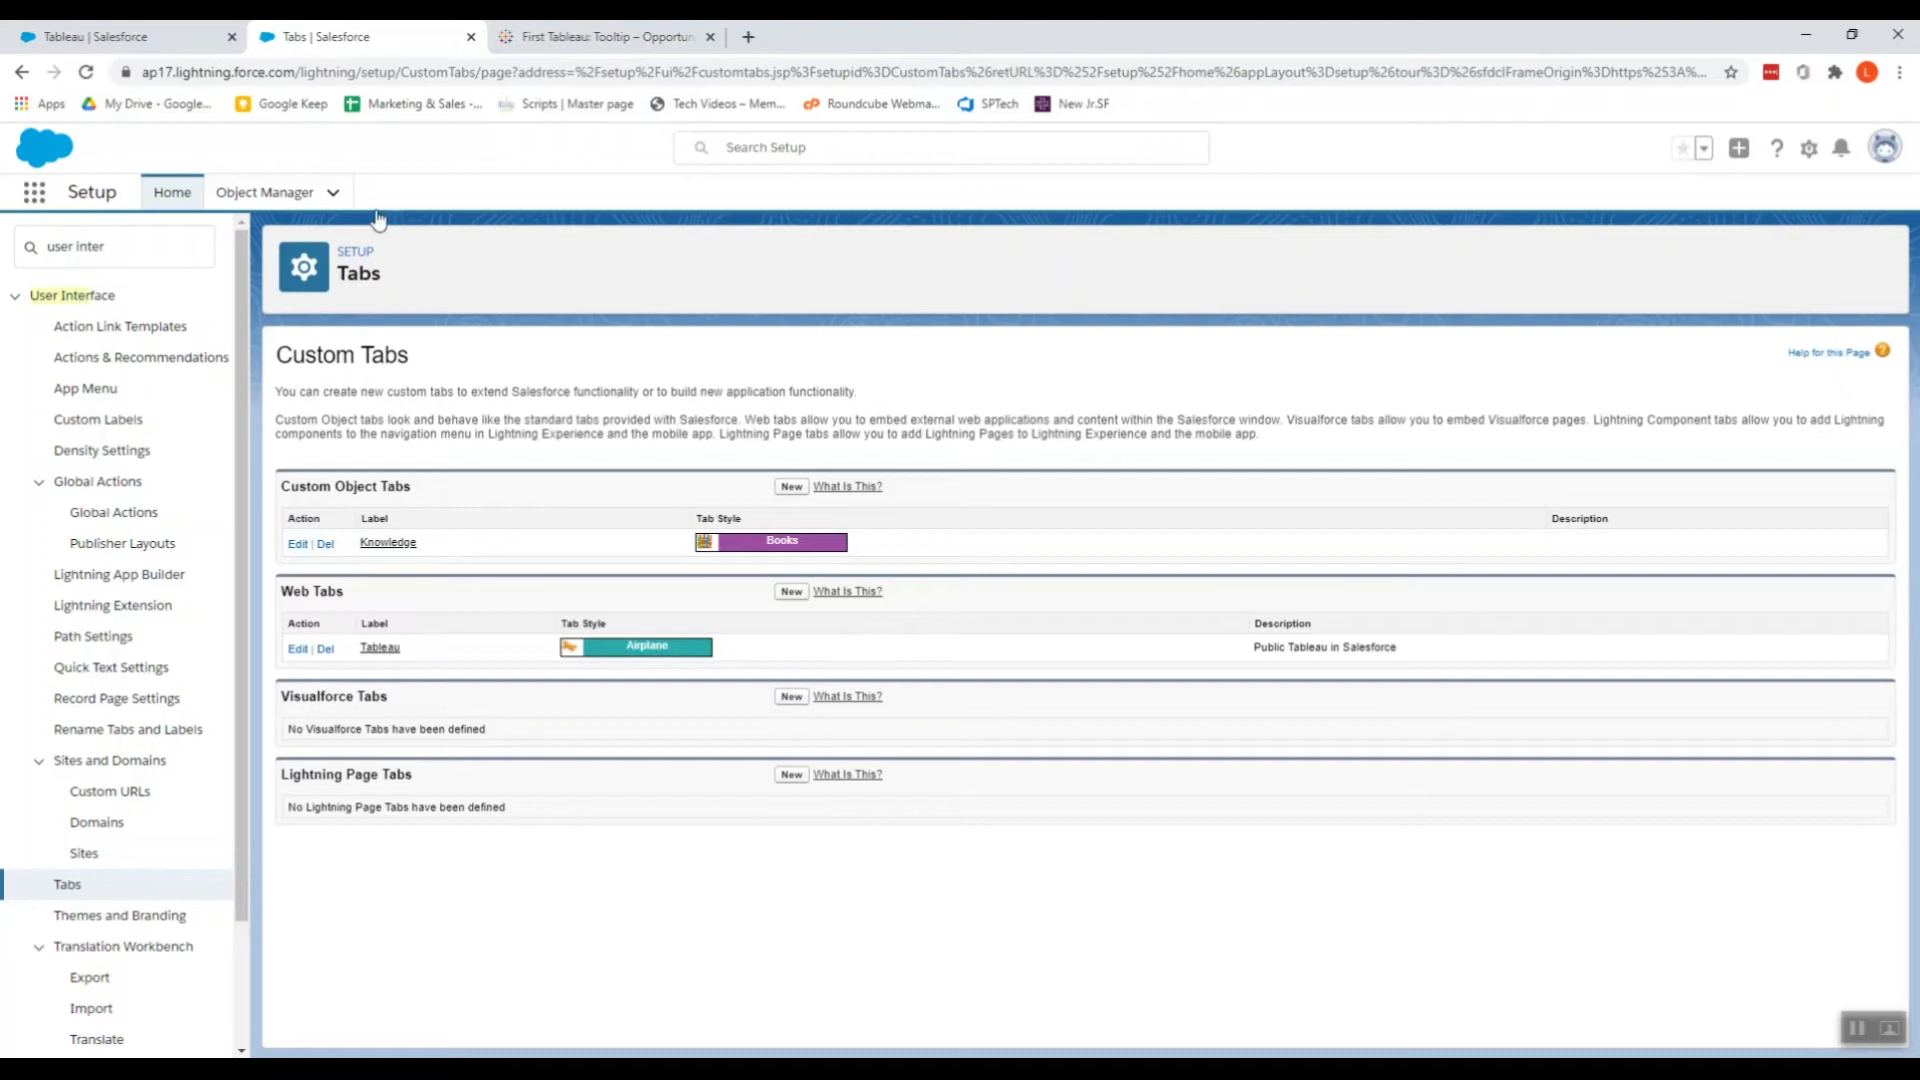 Tableau | Salesforce
Tabs | Salesforce
First Tableau: Tooltip – Opportun
ap17.lightning.force.com/lightning/setup/CustomTabs/page?address=%2Fsetup%2Fui%2Fcustomtabs.jsp%3Fsetupid%3DCustomTabs%26retURL%3D%252Fsetup%252Fhome%26appLayout%3Dsetup%26tour%3D%26sfdcIFrameOrigin%3Dhttps%253A%...
L
Apps
My Drive - Google...
Google Keep
Marketing & Sales -...
Scripts | Master page
Tech Videos – Mem...
Roundcube Webma...
SPTech
New Jr.SF
Search Setup
Setup
Home
Object Manager
user inter
SETUP
Tabs
User Interface
Action Link Templates
Actions & Recommendations
App Menu
Custom Labels
Density Settings
Global Actions
Global Actions
Publisher Layouts
Lightning App Builder
Lightning Extension
Path Settings
Quick Text Settings
Record Page Settings
Rename Tabs and Labels
Sites and Domains
Custom URLs
Domains
Sites
Tabs
Themes and Branding
Translation Workbench
Export
Import
Translate
Custom Tabs
Help for this Page
You can create new custom tabs to extend Salesforce functionality or to build new application functionality.
Custom Object tabs look and behave like the standard tabs provided with Salesforce. Web tabs allow you to embed external web applications and content within the Salesforce window. Visualforce tabs allow you to embed Visualforce pages. Lightning Component tabs allow you to add Lightning
components to the navigation menu in Lightning Experience and the mobile app. Lightning Page tabs allow you to add Lightning Pages to Lightning Experience and the mobile app.
Custom Object Tabs
New
What Is This?
Action
Label
Tab Style
Description
Edit | Del
Knowledge
Books
Web Tabs
New
What Is This?
Action
Label
Tab Style
Description
Edit | Del
Tableau
Airplane
Public Tableau in Salesforce
Visualforce Tabs
New
What Is This?
No Visualforce Tabs have been defined
Lightning Page Tabs
New
What Is This?
No Lightning Page Tabs have been defined